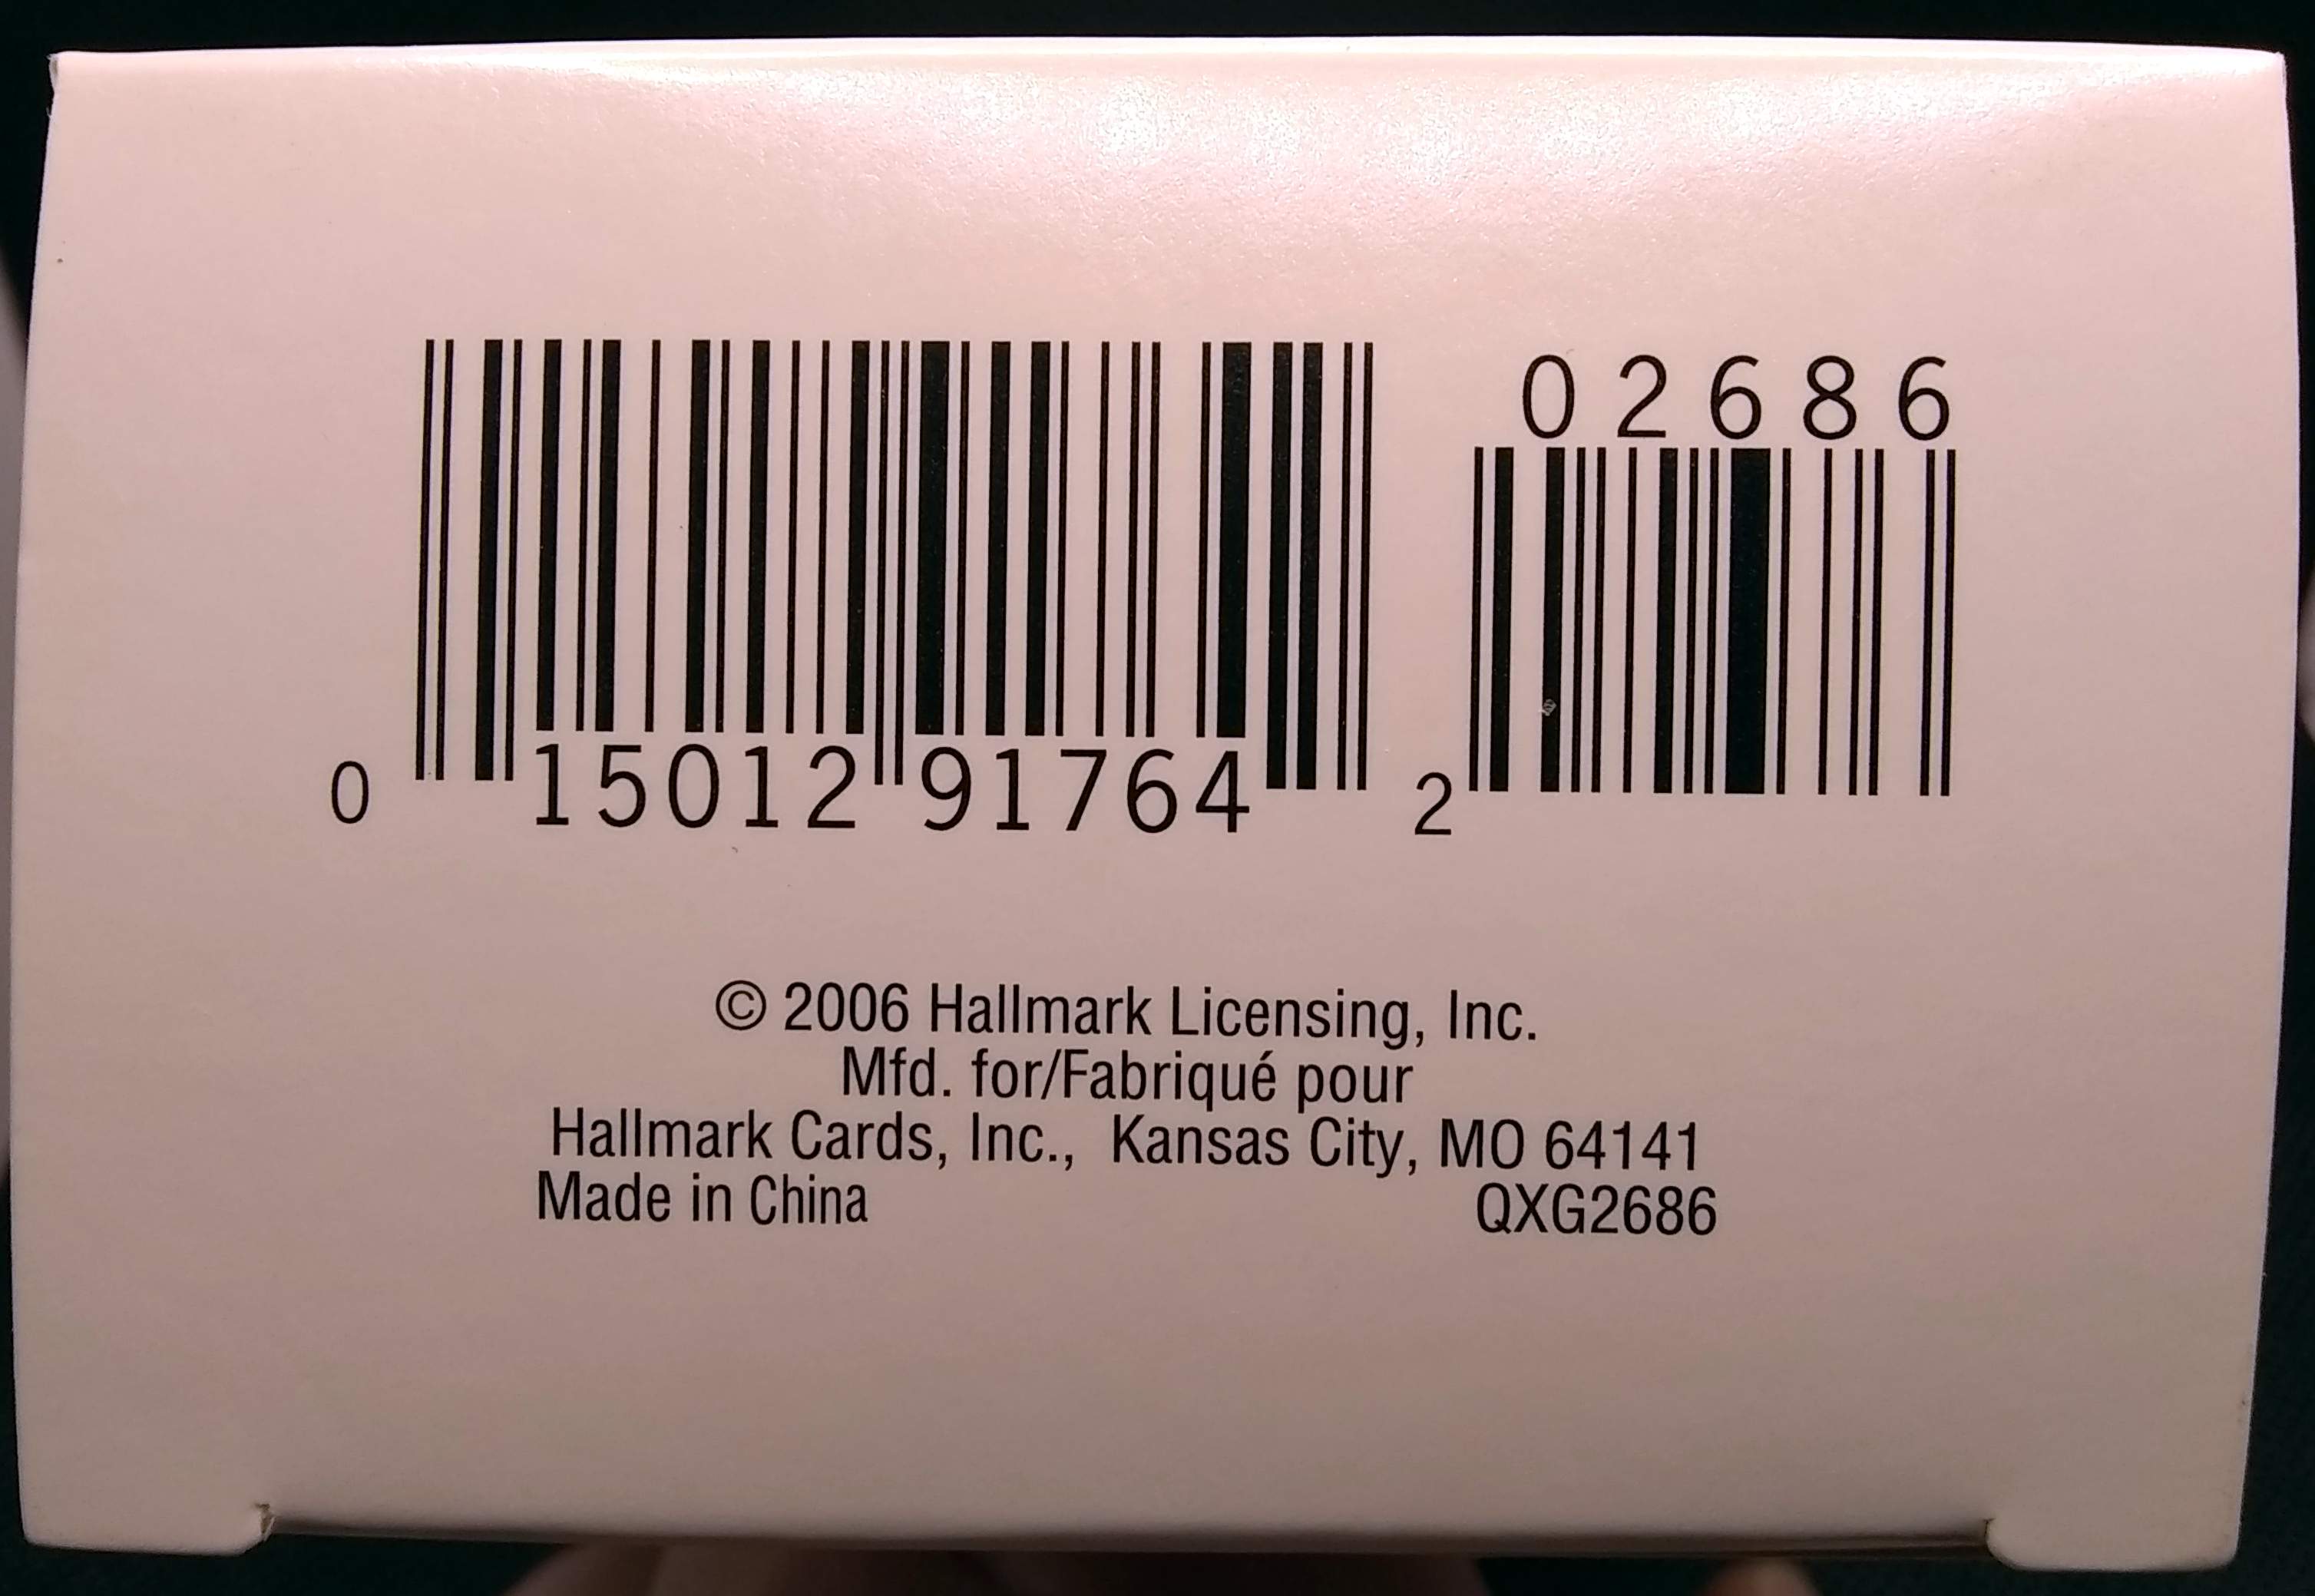 02686
0 15012 91764 2
© 2006 Hallmark Licensing, Inc.
Mfd. for/Fabriqué pour
Hallmark Cards, Inc., Kansas City, MO 64141
Made in China QXG2686